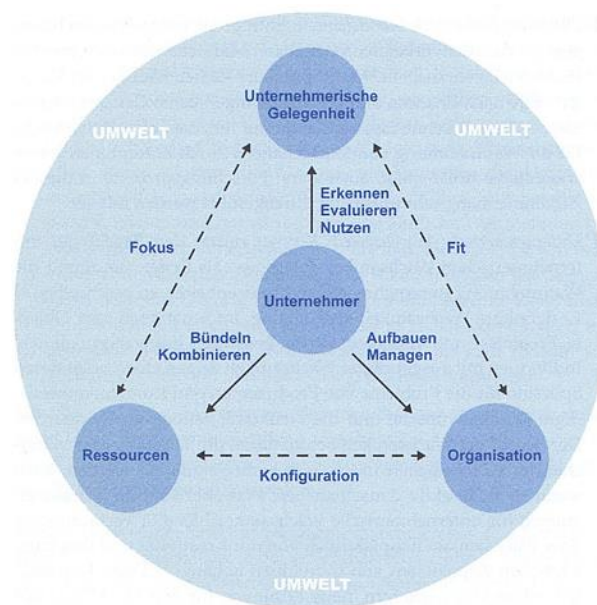 Unternehmerische
Gelegenheit
UMWELT
UMWELT
Erkennen
Evaluieren
Nutzen
Fokus
Fit
Unternehmer
Bündeln
Kombinieren
Aufbauen
Managen
Ressourcen
Organisation
Konfiguration
UMWELT